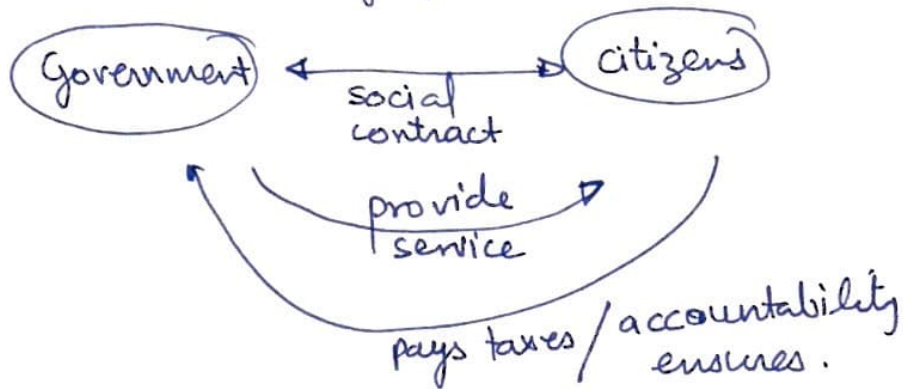 Government
citizens
social
contract
provide
service
pays taxes / accountability
ensures.